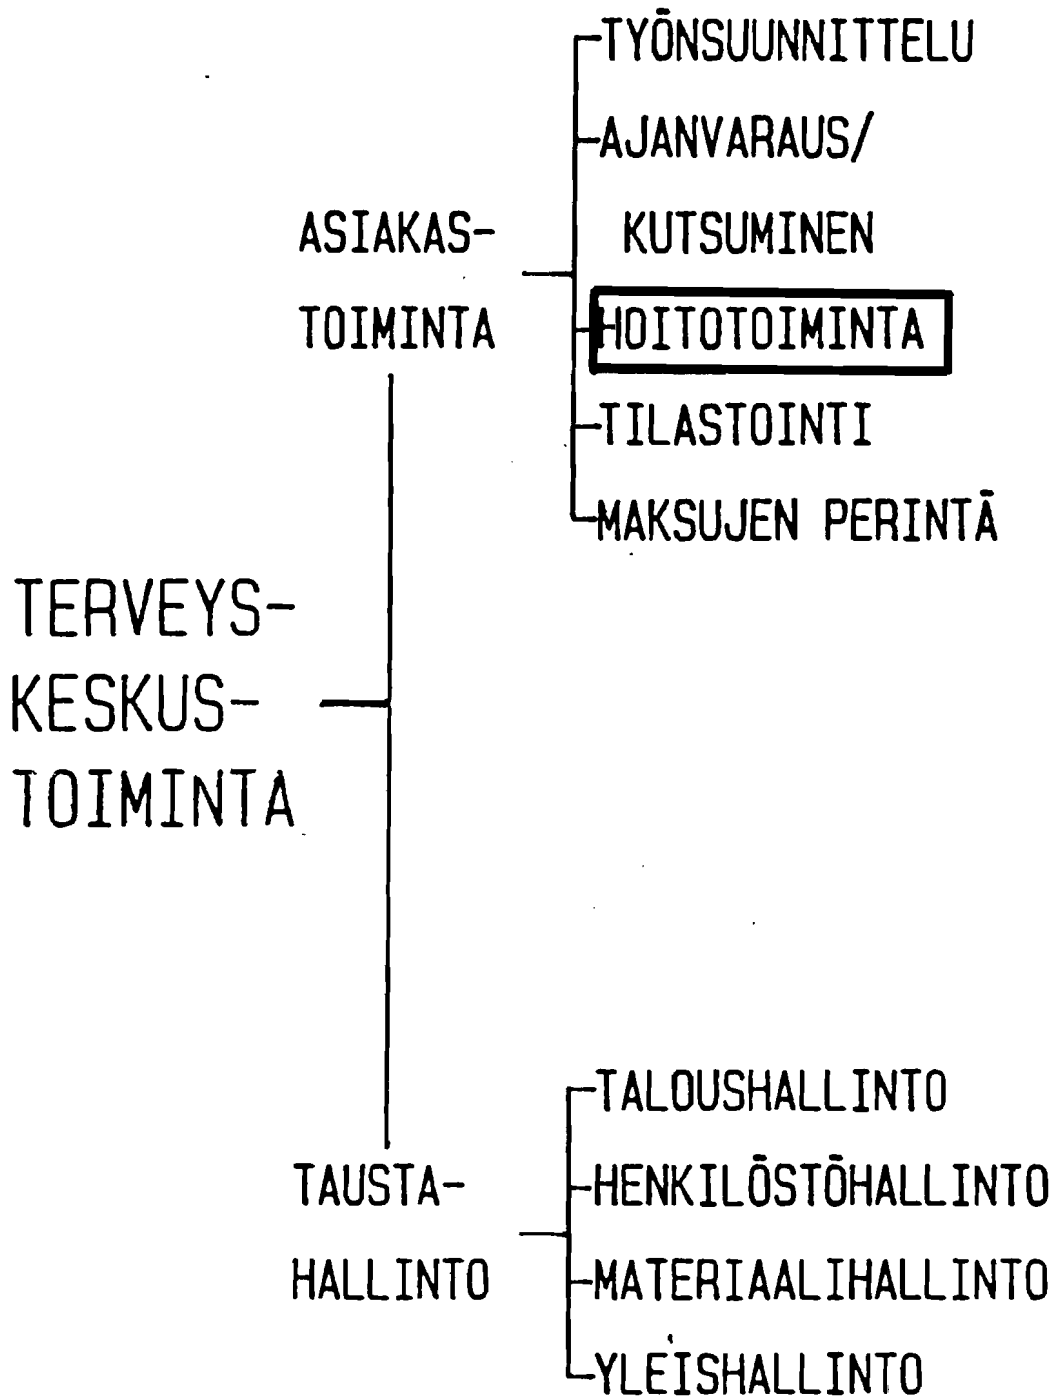 TYÖNSUUNNITTELU
AJANVARAUS/
KUTSUMINEN
ASIAKAS-
TOIMINTA
HOITOTOIMINTA
TILASTOINTI
MAKSUJEN PERINTÄ
TERVEYS-
KESKUS-
TOIMINTA
TALOUSHALLINTO
HENKILÖSTÖHALLINTO
TAUSTA-
HALLINTO
MATERIAALIHALLINTO
YLEISHALLINTO